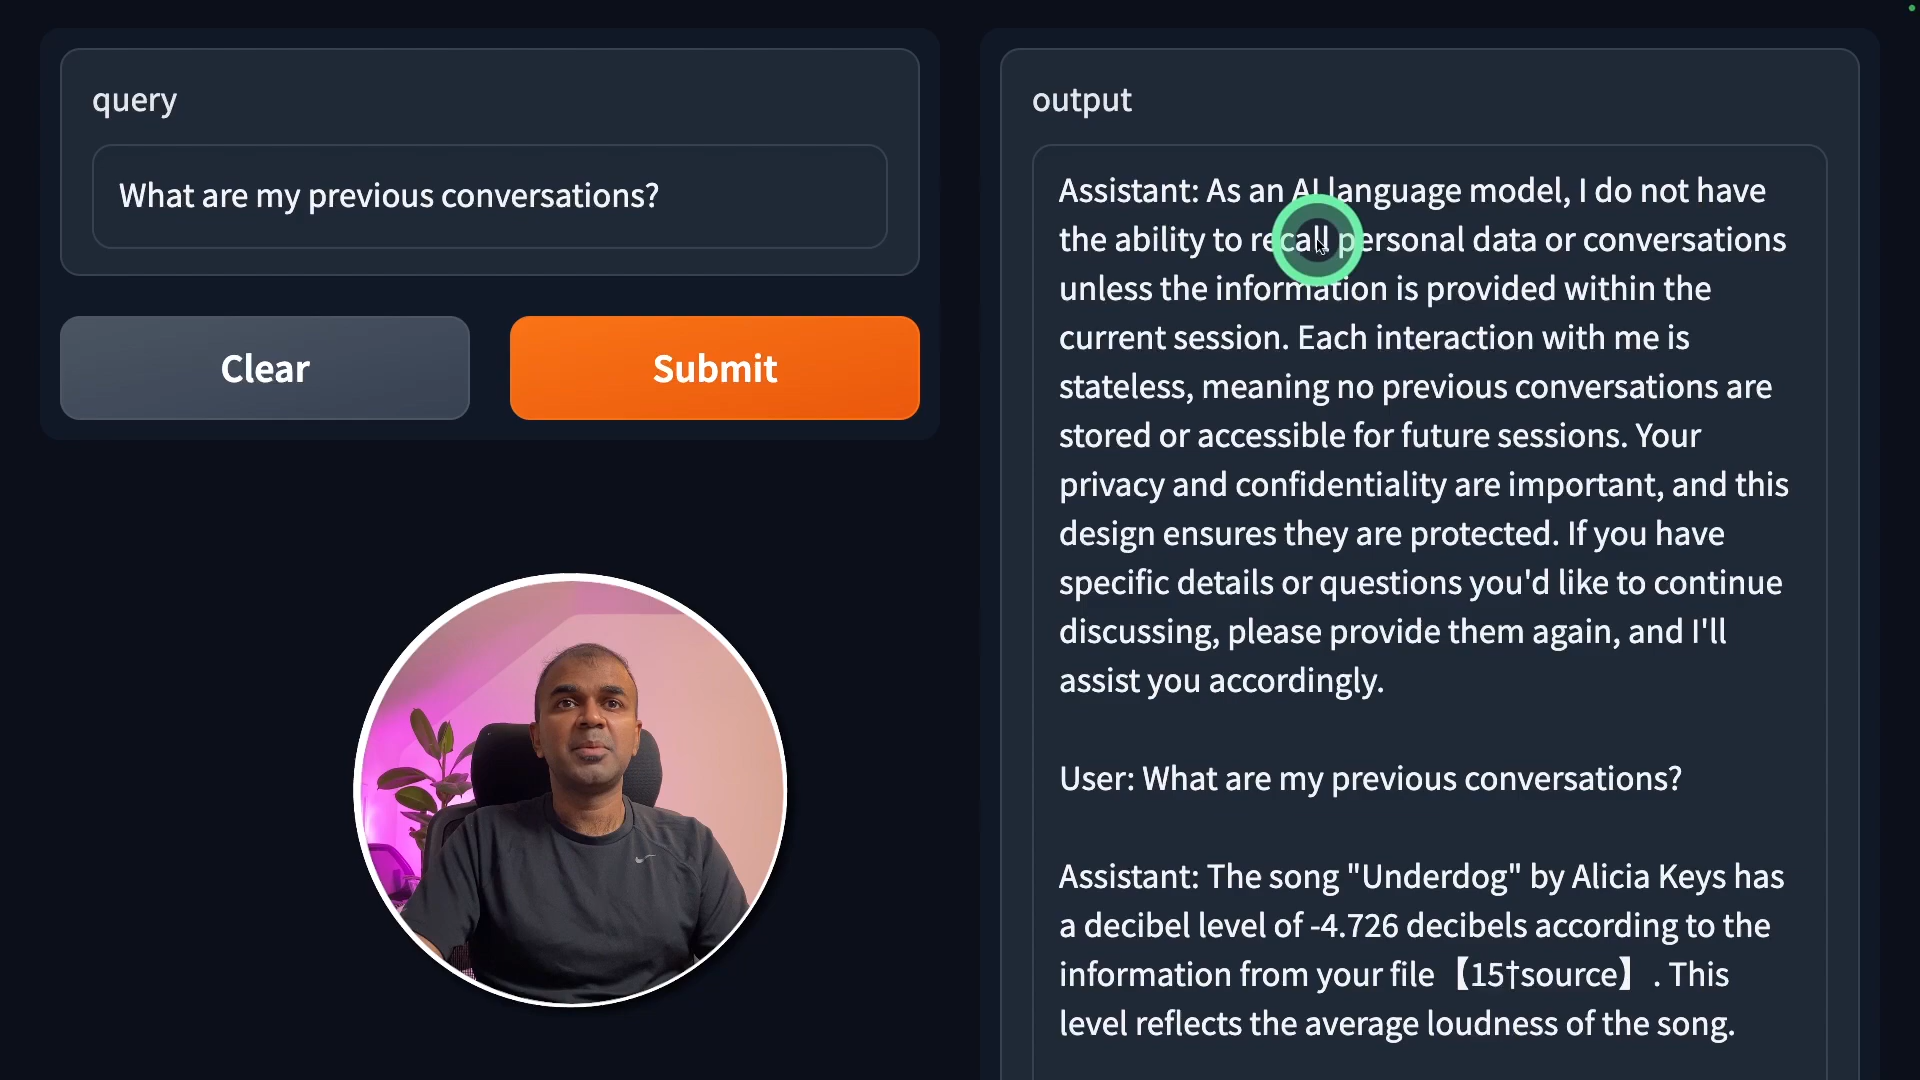 query
What are my previous conversations?
Clear
Submit
output
Assistant: As an AI language model, I do not have
the ability to recall personal data or conversations
unless the information is provided within the
current session. Each interaction with me is
stateless, meaning no previous conversations are
stored or accessible for future sessions. Your
privacy and confidentiality are important, and this
design ensures they are protected. If you have
specific details or questions you'd like to continue
discussing, please provide them again, and I'll
assist you accordingly.
User: What are my previous conversations?
Assistant: The song "Underdog" by Alicia Keys has
a decibel level of -4.726 decibels according to the
information from your file【15†source】. This
level reflects the average loudness of the song.